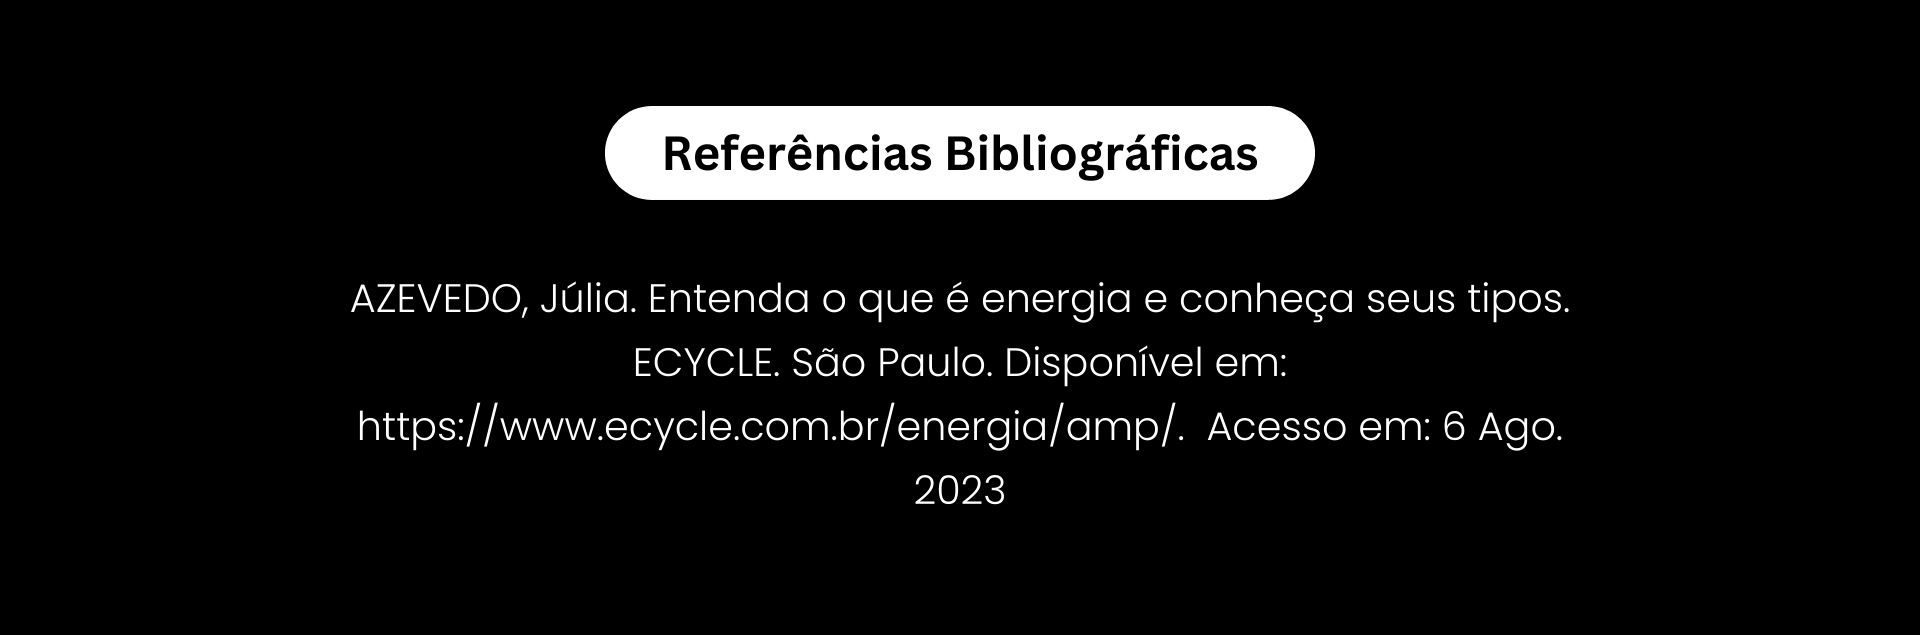 Referências Bibliográficas
AZEVEDO, Júlia. Entenda o que é energia e conheça seus tipos.
ECYCLE. São Paulo. Disponível em:
https://www.ecycle.com.br/energia/amp/.  Acesso em: 6 Ago.
2023